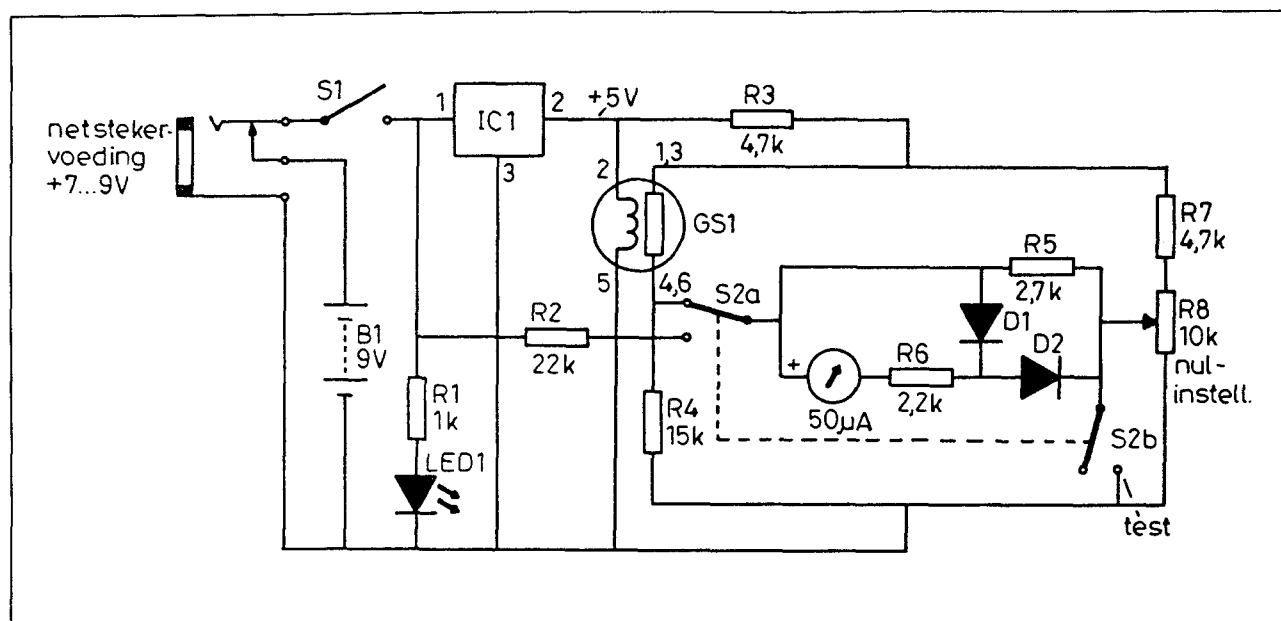 netsteker-
voeding
+7...9V
S1
1
IC1
2
3
+5V
R3
4,7k
1,3
2
GS1
5
4,6
S2a
R5
2,7k
D1
D2
R7
4,7k
R8
10k
nul-
instell.
R2
22k
B1
9V
R1
1k
LED1
R4
15k
+
50µA
R6
2,2k
S2b
test